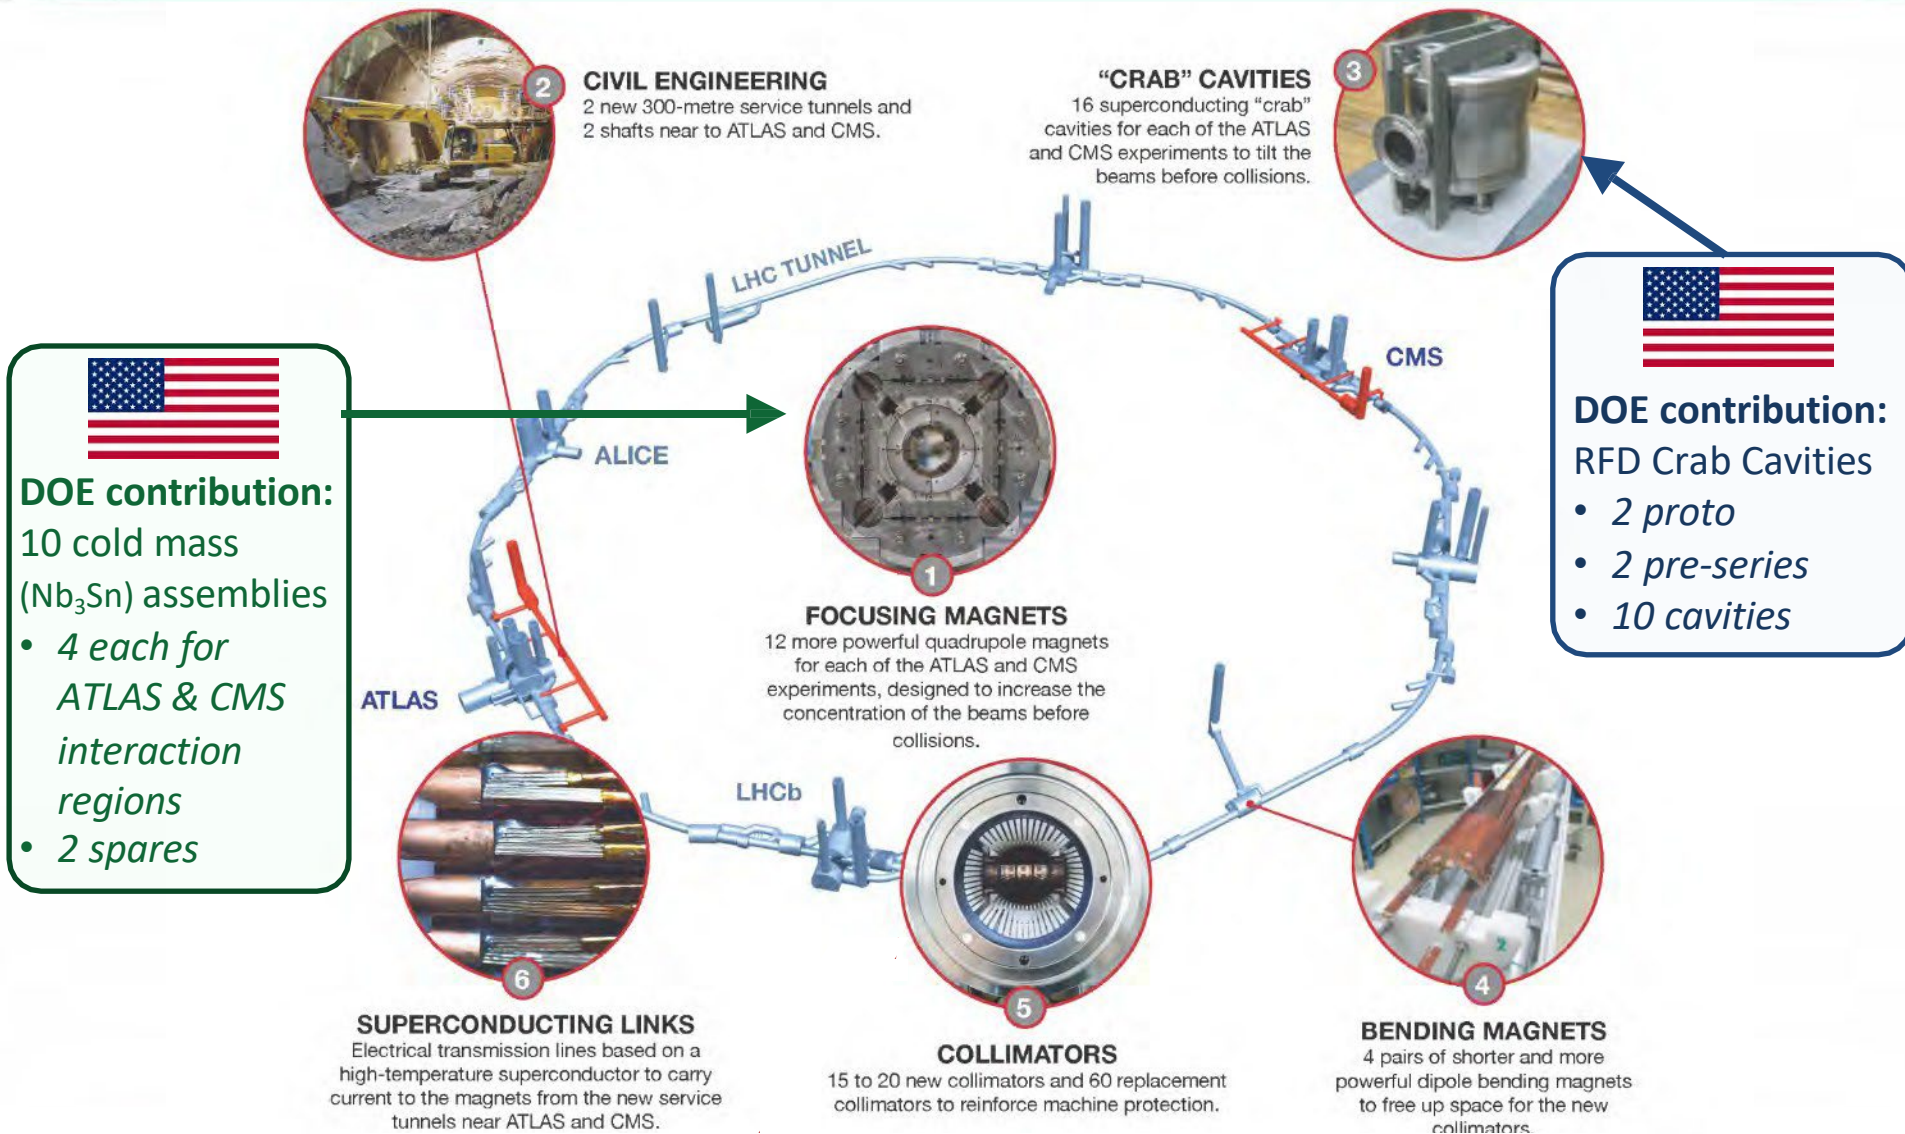 2
CIVIL ENGINEERING
2 new 300-metre service tunnels and
2 shafts near to ATLAS and CMS.
"CRAB" CAVITIES
16 superconducting "crab"
cavities for each of the ATLAS
and CMS experiments to tilt the
beams before collisions.
3
LHC TUNNEL
CMS
ALICE
ATLAS
LHCb
DOE contribution:
10 cold mass
(Nb₃Sn) assemblies
• 4 each for
ATLAS & CMS
interaction
regions
• 2 spares
DOE contribution:
RFD Crab Cavities
• 2 proto
• 2 pre-series
• 10 cavities
1
FOCUSING MAGNETS
12 more powerful quadrupole magnets
for each of the ATLAS and CMS
experiments, designed to increase the
concentration of the beams before
collisions.
6
SUPERCONDUCTING LINKS
Electrical transmission lines based on a
high-temperature superconductor to carry
current to the magnets from the new service
tunnels near ATLAS and CMS.
5
COLLIMATORS
15 to 20 new collimators and 60 replacement
collimators to reinforce machine protection.
2
4
BENDING MAGNETS
4 pairs of shorter and more
powerful dipole bending magnets
to free up space for the new
collimators.